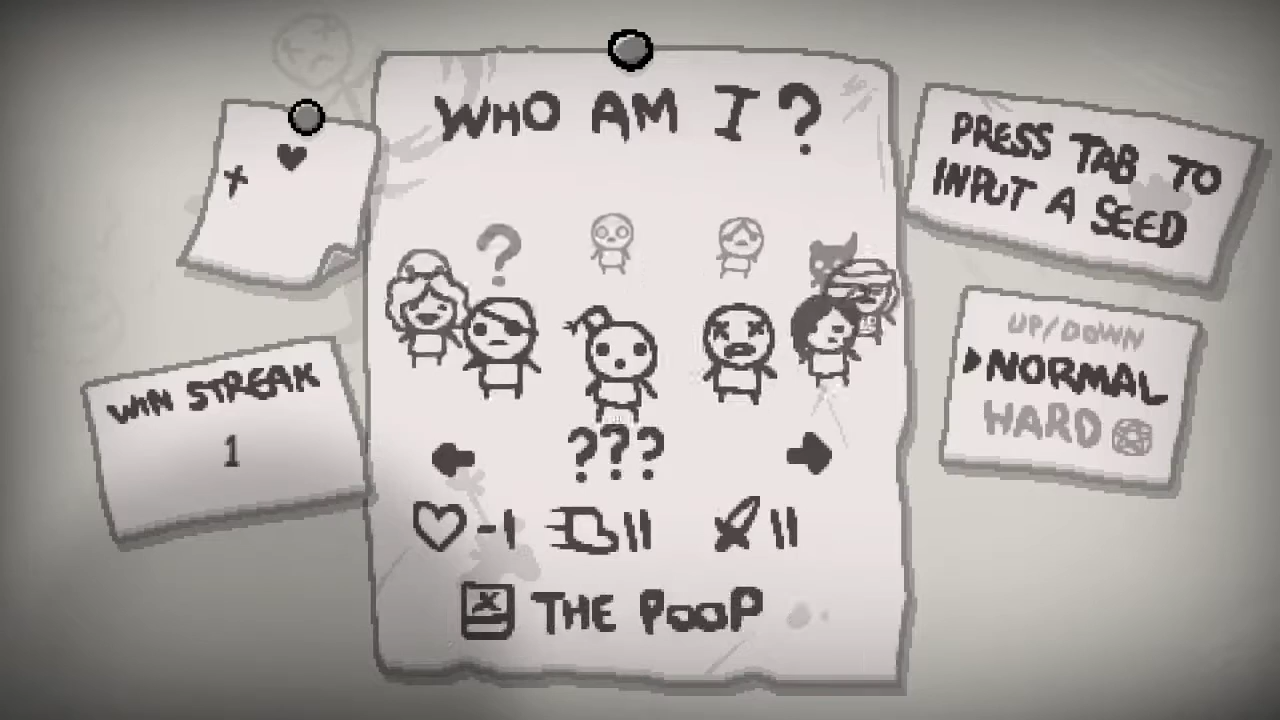 WHO AM I?
PRESS TAB TO
INPUT A SEED
?
UP/DOWN
NORMAL
HARD
WIN STREAK
1
???
-1
THE POOP